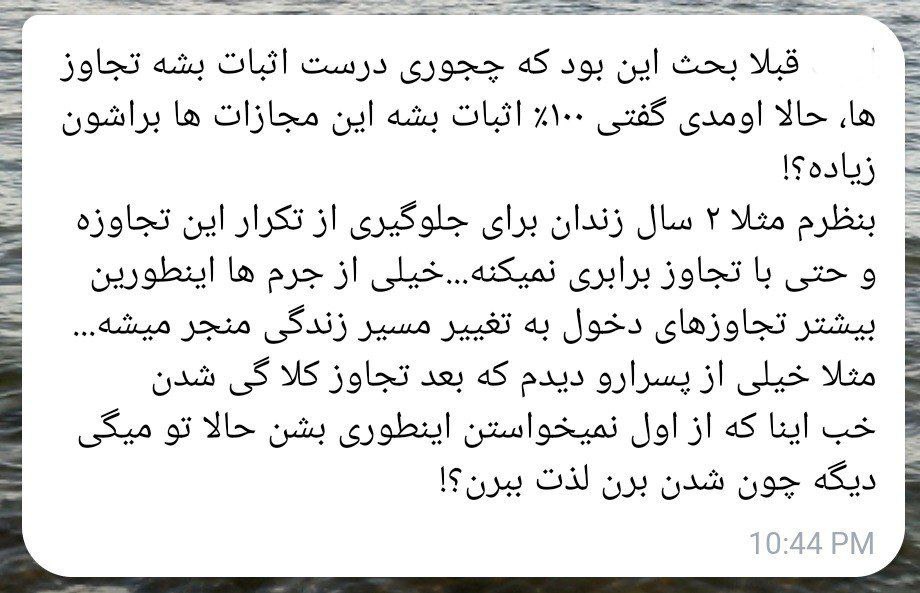 قبلا بحث این بود که چجوری درست اثبات بشه تجاوز
ها، حالا اومدی گفتی ۱۰۰٪ اثبات بشه این مجازات ها براشون
زیاده؟!
بنظرم مثلا ۲ سال زندان برای جلوگیری از تکرار این تجاوزه
و حتی با تجاوز برابری نمیکنه...خیلی از جرم ها اینطورین
بیشتر تجاوزهای دخول به تغییر مسیر زندگی منجر میشه...
مثلا خیلی از پسرارو دیدم که بعد تجاوز کلا گی شدن
خب اینا که از اول نمیخواستن اینطوری بشن حالا تو میگی
دیگه چون شدن برن لذت ببرن؟!
10:44 PM